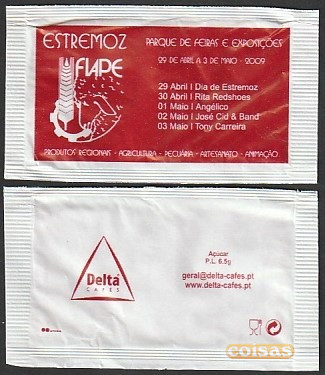 ESTREMOZ
PARQUE DE FEIRAS E EXPOSIÇÕES
29 DE ABRIL A 3 DE MAIO - 2009
FIAPE
29 Abril | Dia de Estremoz
30 Abril | Rita Redshoes
01 Maio | Angélico
02 Maio | José Cid & Band
03 Maio | Tony Carreira
PRODUTOS REGIONAIS - AGRICULTURA - PECUÁRIA - ARTESANATO - ANIMAÇÃO
Delta
CAFÉS
Açúcar
P.L. 6.5g
geral@delta-cafes.pt
www.delta-cafes.pt
coisas